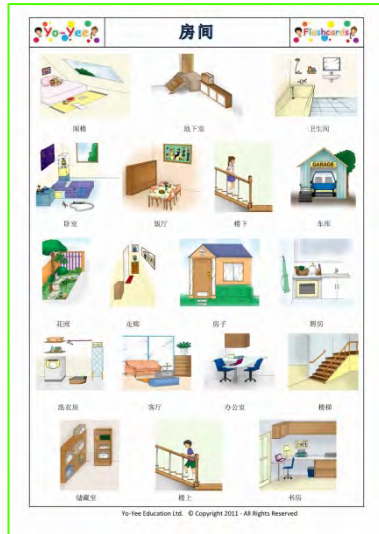 Yo-Yee
房间
Flashcards
阁楼
地下室
卫生间
卧室
饭厅
楼下
GARAGE
车库
花园
走廊
房子
厨房
洗衣房
客厅
办公室
楼梯
储藏室
楼上
书房
Yo-Yee Education Ltd. © Copyright 2011 - All Rights Reserved